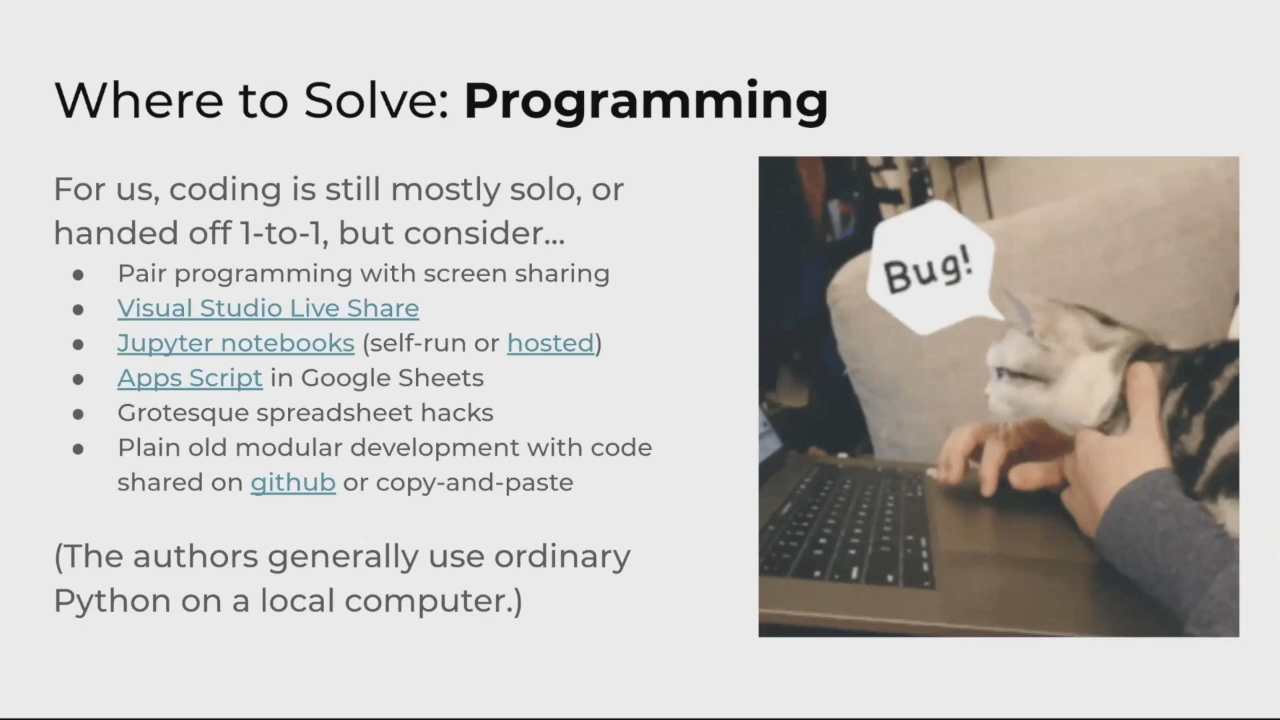 Where to Solve: Programming
For us, coding is still mostly solo, or
handed off 1-to-1, but consider...
● Pair programming with screen sharing
● Visual Studio Live Share
● Jupyter notebooks (self-run or hosted)
● Apps Script in Google Sheets
● Grotesque spreadsheet hacks
● Plain old modular development with code
shared on github or copy-and-paste
(The authors generally use ordinary
Python on a local computer.)
Bug!